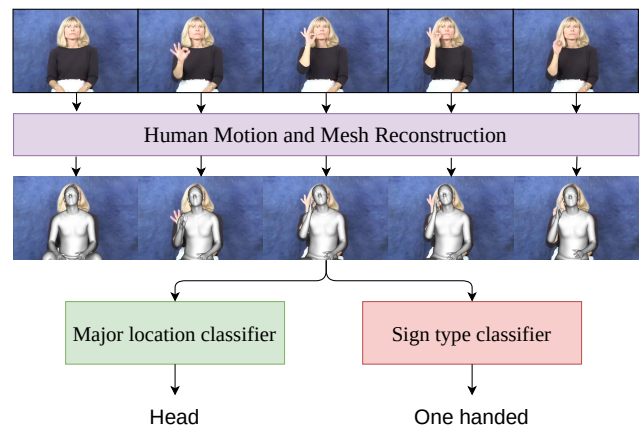 Human Motion and Mesh Reconstruction
Major location classifier
Sign type classifier
Head
One handed